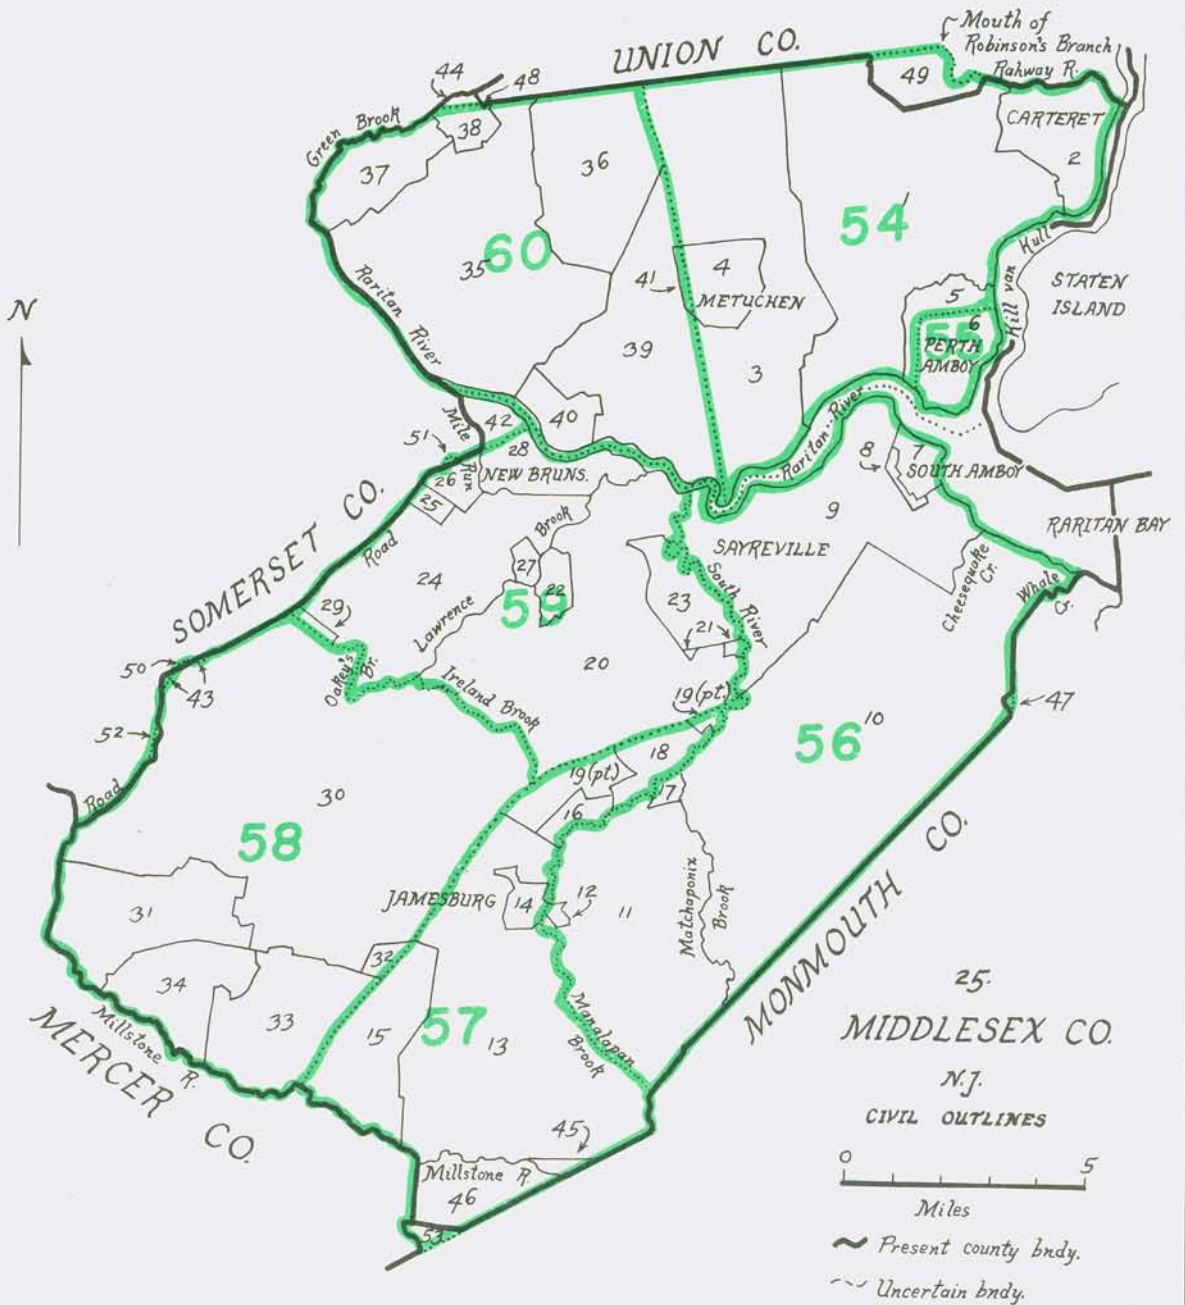 Mouth of
Robinson's Branch
Rahway R.
UNION CO.
44
48
49
Green Brook
38
CARTERET
2
37
36
1
54
60
35
Kill van Kull
STATEN
ISLAND
41
4
METUCHEN
5
6
55
PERTH
AMBOY
N
Raritan River
39
3
40
42
Mile Run
51
28
NEW BRUNS.
26
25
Raritan River
8
7
SOUTH AMBOY
9
RARITAN BAY
SOMERSET CO.
Road
Brook
SAYREVILLE
27
22
24
59
Lawrence
23
21
South River
Cheesequake
Cr.
Whale
Cr.
29
20
50
43
Oakey's
Br.
Ireland Brook
19(pt.)
47
52
56
10
18
19(pt.)
17
16
Road
30
58
MONMOUTH CO.
JAMESBURG
14
12
11
Matchaponix
Brook
31
32
34
33
15
57
13
Manalapan
Brook
Millstone
R.
MERCER CO.
25.
MIDDLESEX CO.
N.J.
CIVIL OUTLINES
45
Millstone R.
46
53
0 5
Miles
Present county bndy.
Uncertain bndy.